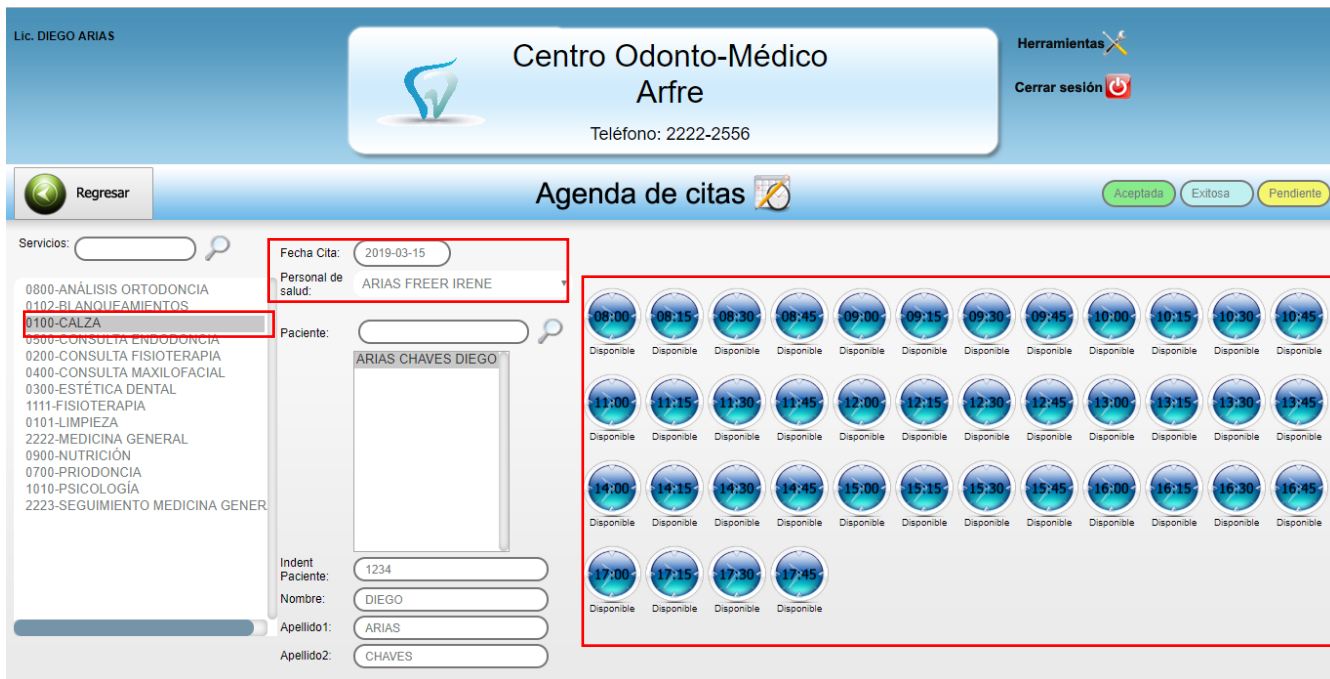 Lic. DIEGO ARIAS
Centro Odonto-Médico
Arfre
Teléfono: 2222-2556
Herramientas
Cerrar sesión
Regresar
Agenda de citas
Aceptada
Exitosa
Pendiente
Servicios:
0800-ANÁLISIS ORTODONCIA
0102-BLANQUEAMIENTOS
0100-CALZA
0500-CONSULTA ENDODONCIA
0200-CONSULTA FISIOTERAPIA
0400-CONSULTA MAXILOFACIAL
0300-ESTÉTICA DENTAL
1111-FISIOTERAPIA
0101-LIMPIEZA
2222-MEDICINA GENERAL
0900-NUTRICIÓN
0700-PRIODONCIA
1010-PSICOLOGÍA
2223-SEGUIMIENTO MEDICINA GENER
Fecha Cita: 2019-03-15
Personal de
salud: ARIAS FREER IRENE
Paciente:
ARIAS CHAVES DIEGO
Indent
Paciente: 1234
Nombre: DIEGO
Apellido1: ARIAS
Apellido2: CHAVES
08:00 08:15 08:30 08:45 09:00 09:15 09:30 09:45 10:00 10:15 10:30 10:45
Disponible Disponible Disponible Disponible Disponible Disponible Disponible Disponible Disponible Disponible Disponible Disponible
11:00 11:15 11:30 11:45 12:00 12:15 12:30 12:45 13:00 13:15 13:30 13:45
Disponible Disponible Disponible Disponible Disponible Disponible Disponible Disponible Disponible Disponible Disponible Disponible
14:00 14:15 14:30 14:45 15:00 15:15 15:30 15:45 16:00 16:15 16:30 16:45
Disponible Disponible Disponible Disponible Disponible Disponible Disponible Disponible Disponible Disponible Disponible Disponible
17:00 17:15 17:30 17:45
Disponible Disponible Disponible Disponible